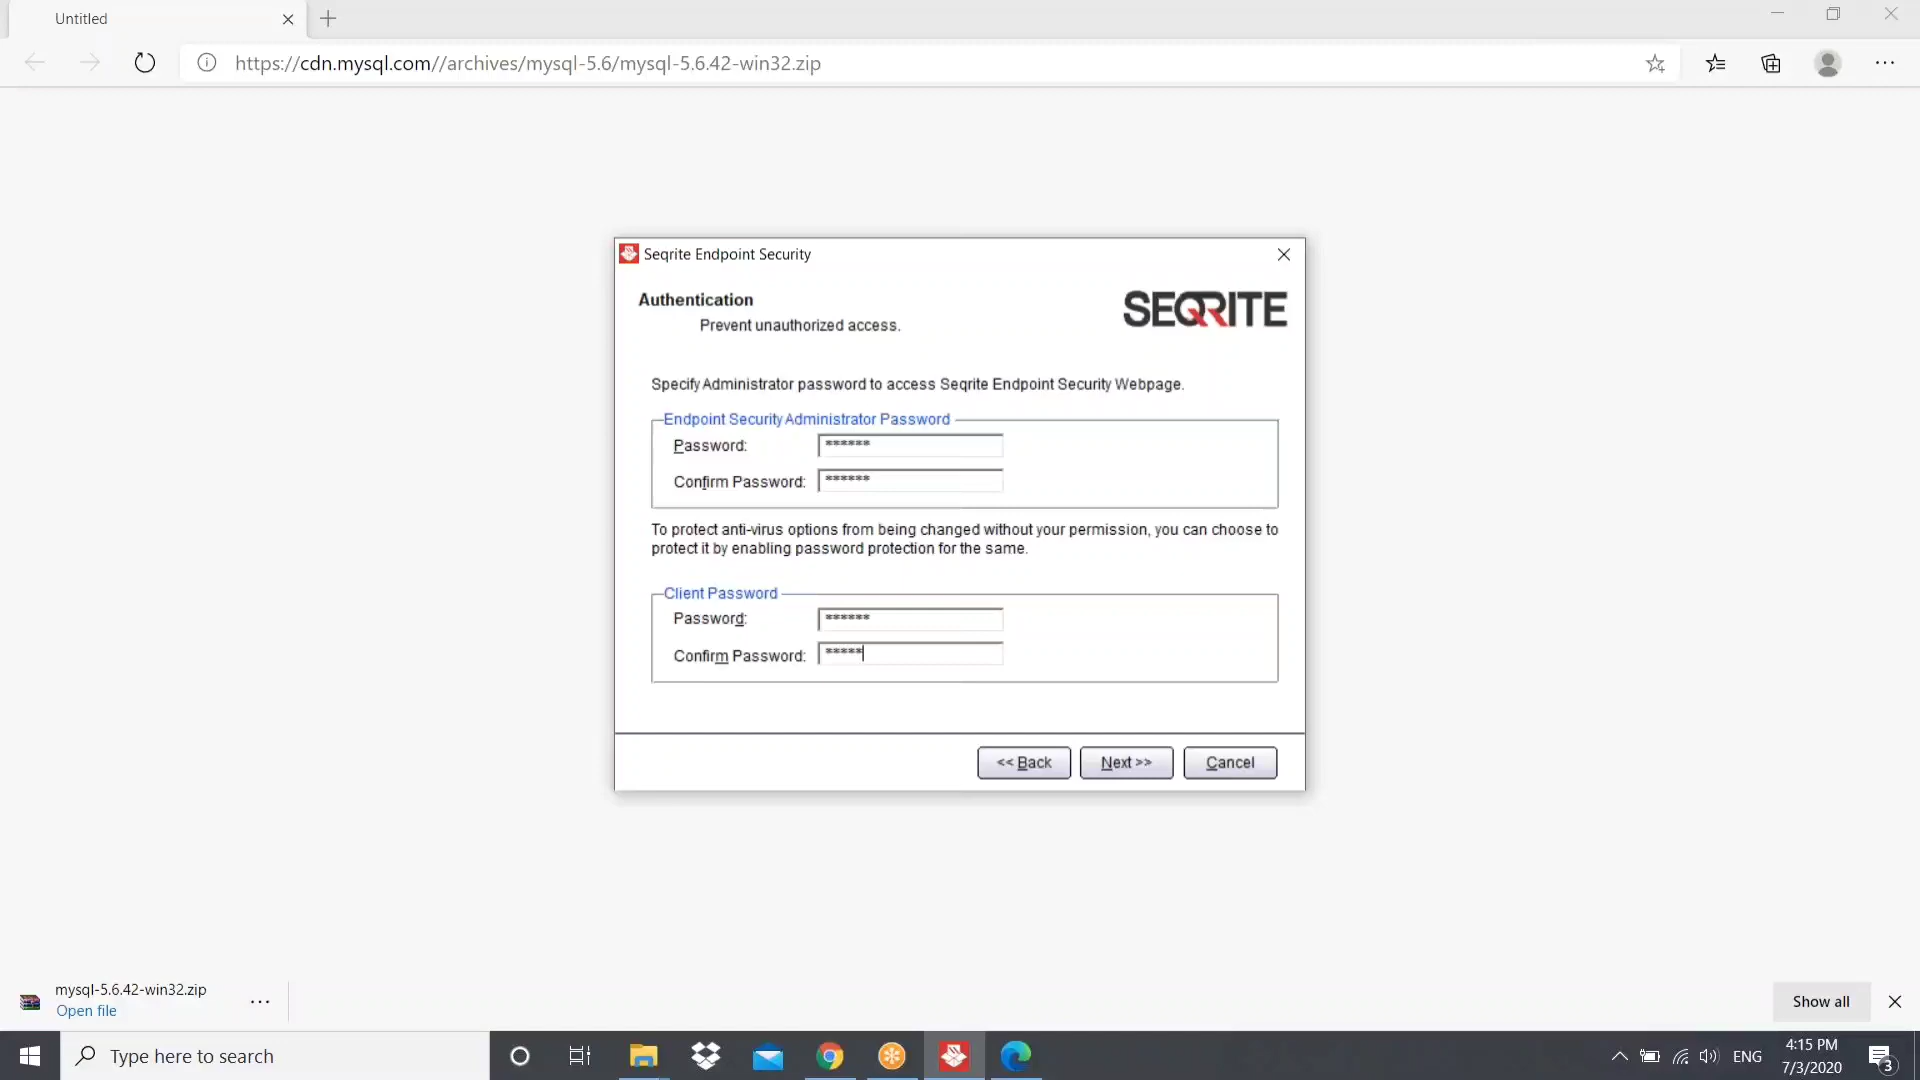 Untitled
https://cdn.mysql.com//archives/mysql-5.6/mysql-5.6.42-win32.zip
Seqrite Endpoint Security
Authentication
SEQRITE
Prevent unauthorized access.
Specify Administrator password to access Seqrite Endpoint Security Webpage.
Endpoint Security Administrator Password
Password: ******
Confirm Password: ******
To protect anti-virus options from being changed without your permission, you can choose to
protect it by enabling password protection for the same.
Client Password
Password: ******
Confirm Password: *****
<< Back Next >> Cancel
mysql-5.6.42-win32.zip
Open file
Show all
Type here to search
ENG
4:15 PM
7/3/2020
3